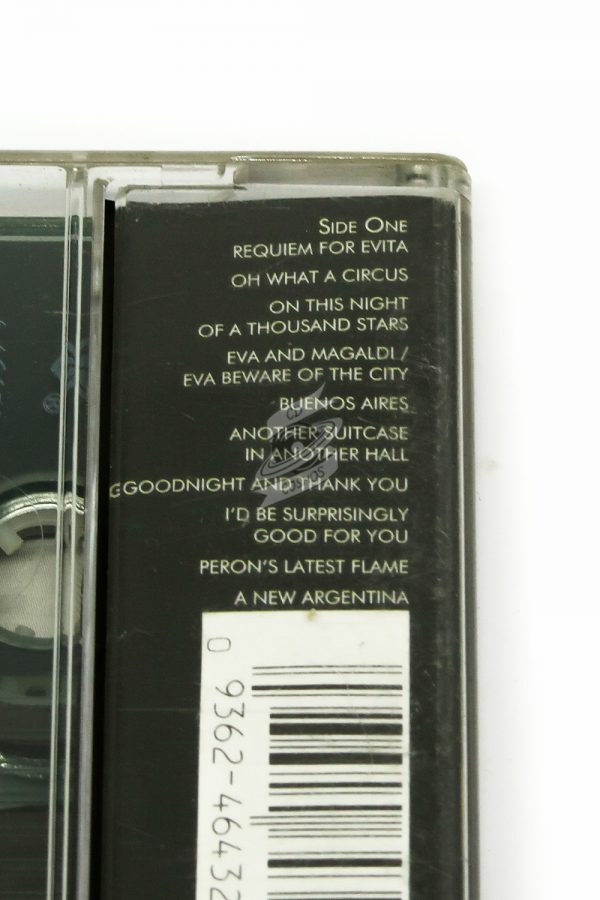 SIDE ONE
REQUIEM FOR EVITA
OH WHAT A CIRCUS
ON THIS NIGHT
OF A THOUSAND STARS
EVA AND MAGALDI /
EVA BEWARE OF THE CITY
BUENOS AIRES
ANOTHER SUITCASE
IN ANOTHER HALL
GGOODNIGHT AND THANK YOU
I'D BE SURPRISINGLY
GOOD FOR YOU
PERON'S LATEST FLAME
A NEW ARGENTINA
0 9362-46432